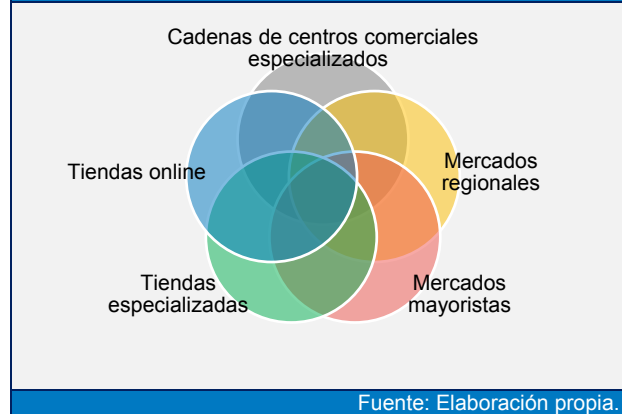 Cadenas de centros comerciales
especializados
Tiendas online
Mercados
regionales
Tiendas
especializadas
Mercados
mayoristas
Fuente: Elaboración propia.